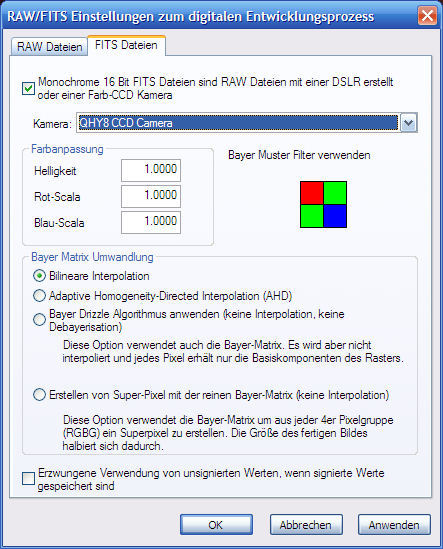 RAW/FITS Einstellungen zum digitalen Entwicklungsprozess
RAW Dateien
FITS Dateien
Monochrome 16 Bit FITS Dateien sind RAW Dateien mit einer DSLR erstellt
oder einer Farb-CCD Kamera
Kamera: QHY8 CCD Camera
Farbanpassung
Bayer Muster Filter verwenden
Helligkeit 1.0000
Rot-Scala 1.0000
Blau-Scala 1.0000
Bayer Matrix Umwandlung
Bilineare Interpolation
Adaptive Homogeneity-Directed Interpolation (AHD)
Bayer Drizzle Algorithmus anwenden (keine Interpolation, keine
Debayerisation)
Diese Option verwendet auch die Bayer-Matrix. Es wird aber nicht
interpoliert und jedes Pixel erhält nur die Basiskomponenten des Rasters.
Erstellen von Super-Pixel mit der reinen Bayer-Matrix (keine Interpolation)
Diese Option verwendet die Bayer-Matrix um aus jeder 4er Pixelgruppe
(RGBG) ein Superpixel zu erstellen. Die Größe des fertigen Bildes
halbiert sich dadurch.
Erzwungene Verwendung von unsignierten Werten, wenn signierte Werte
gespeichert sind
OK
Abbrechen
Anwenden